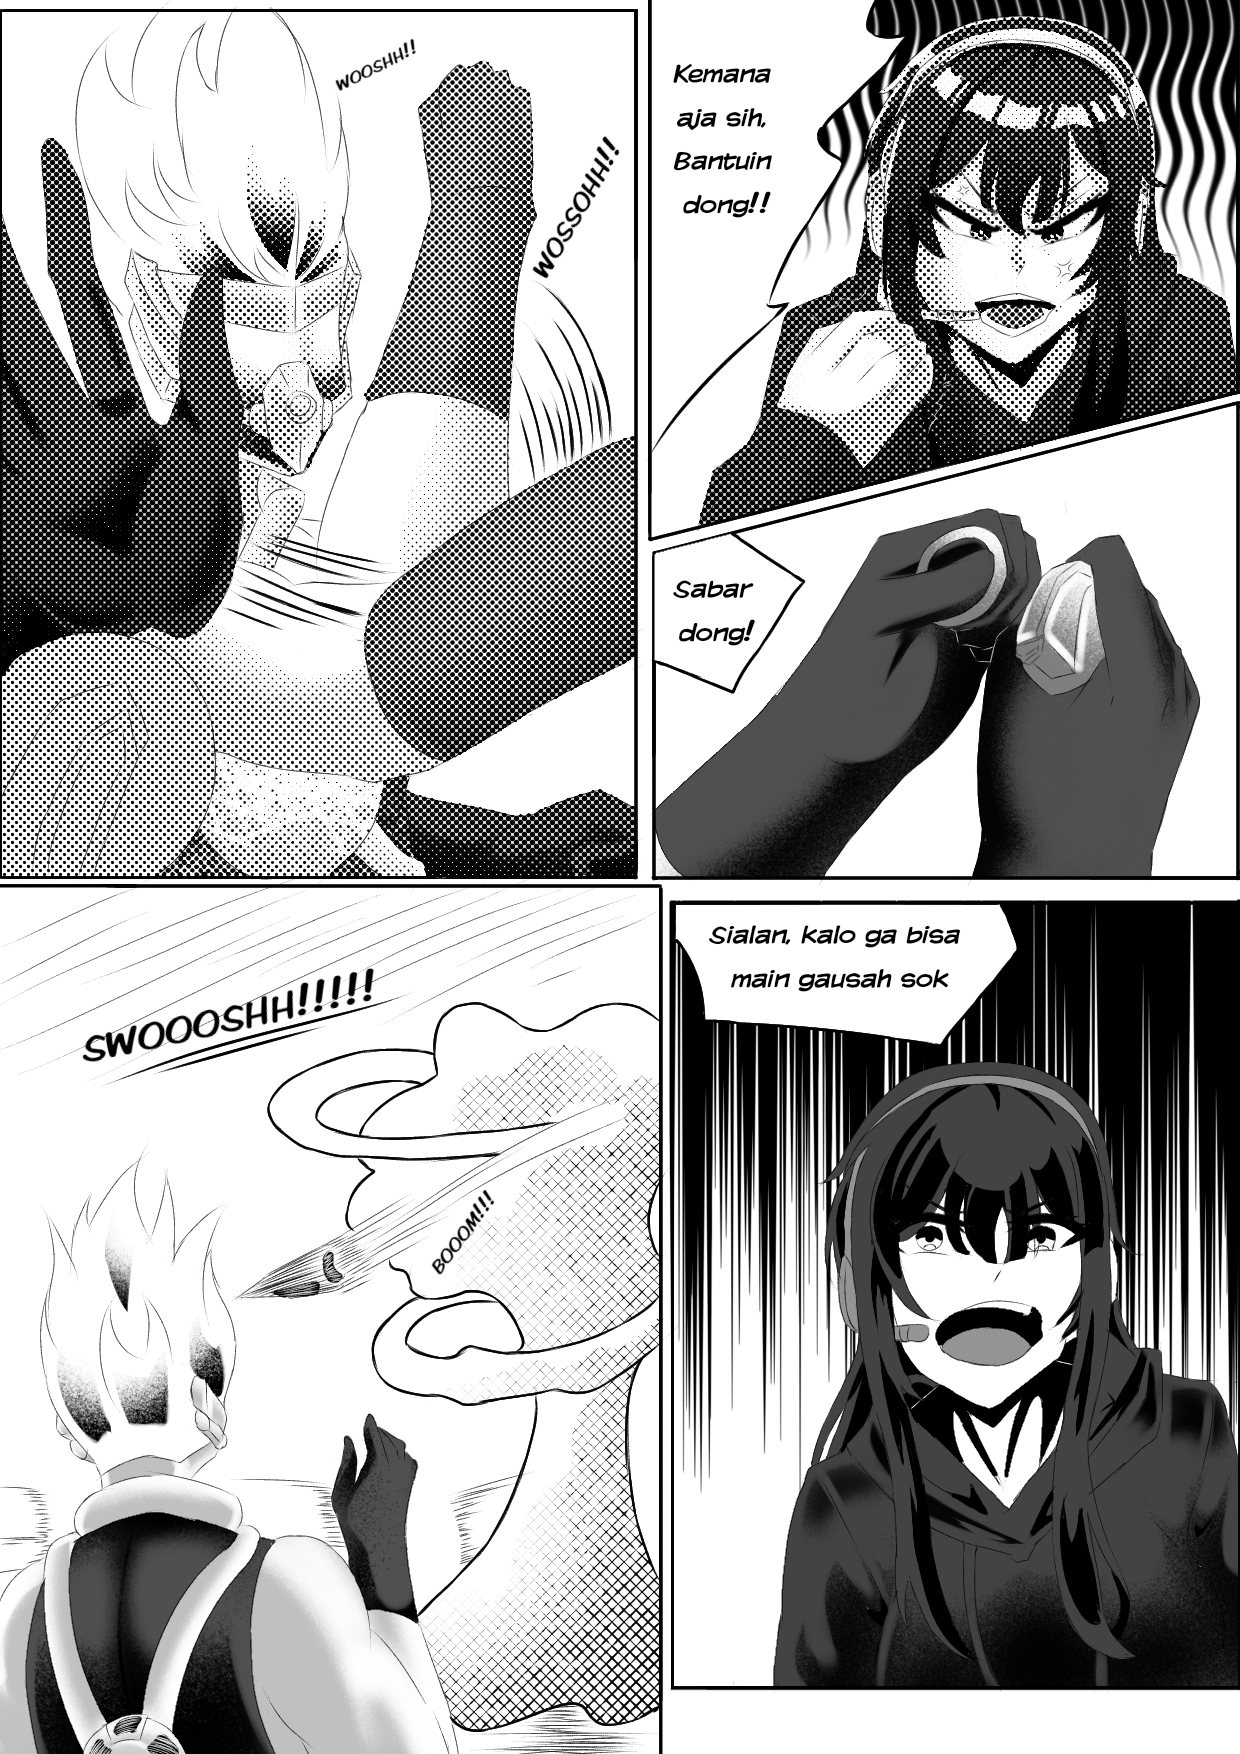 WOOSHH!!
WOSSOHH!!
Kemana
aja sih,
Bantuin
dong!!
Sabar
dong!
SWOOOSHH!!!!!
BOOOM!!!
Sialan, kalo ga bisa
main gausah sok